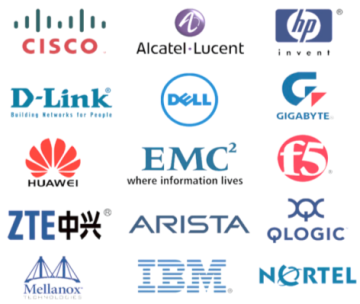 CISCO
Alcatel·Lucent
hp®
invent
D-Link®
Building Networks for People
DELL
GIGABYTE™
HUAWEI
EMC²
where information lives
f5®
ZTE中兴®
ARISTA
QLOGIC
Mellanox
TECHNOLOGIES
IBM®
NORTEL